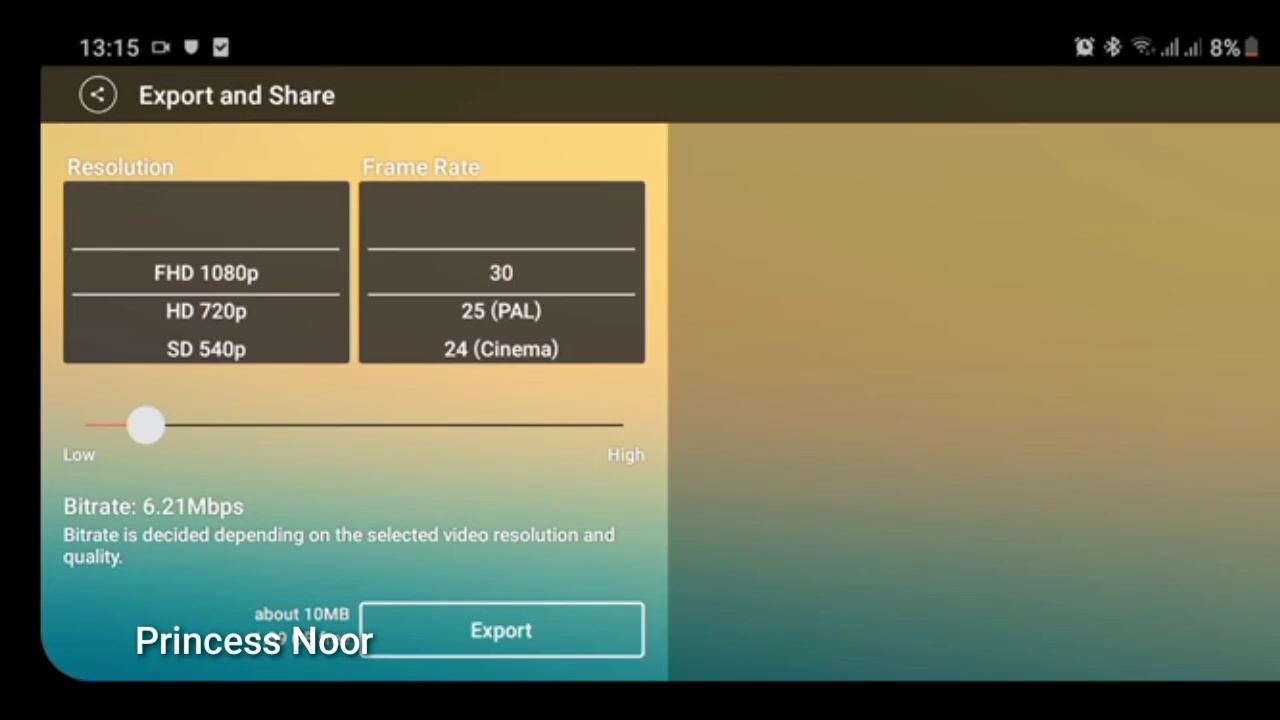 13:15 8%
Export and Share
Resolution Frame Rate
FHD 1080p 30
HD 720p 25 (PAL)
SD 540p 24 (Cinema)
Low High
Bitrate: 6.21Mbps
Bitrate is decided depending on the selected video resolution and
quality.
about 10MB
Export
Princess Noor